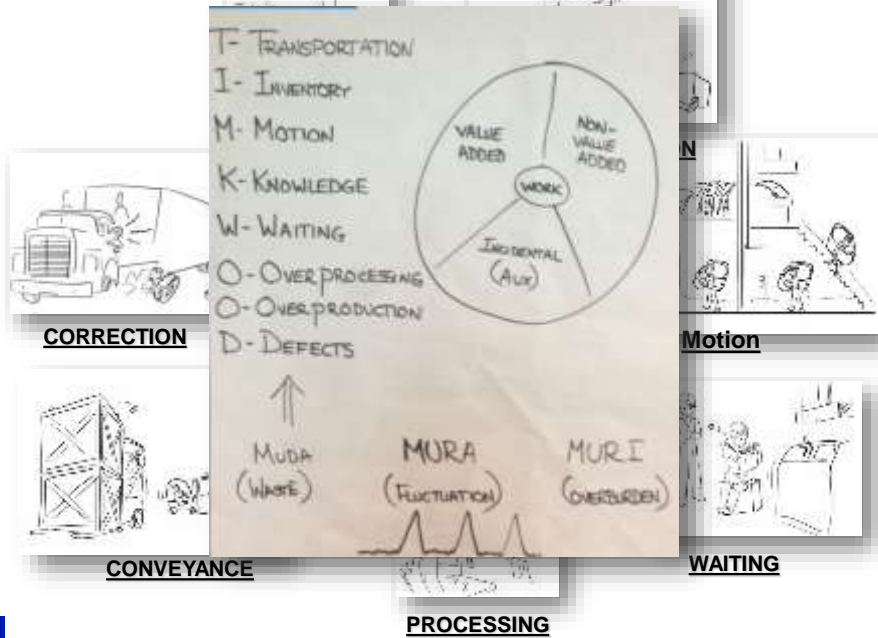 T- TRANSPORTATION
I- INVENTORY
M- MOTION
K- KNOWLEDGE
W- WAITING
O- OVERPROCESSING
O- OVERPRODUCTION
D- DEFECTS
MUDA
(WASTE)
MURA
(FLUCTUATION)
MURI
(OVERBURDEN)
VALUE
ADDED
NON-
VALUE
ADDED
WORK
INCIDENTAL
(AUX)
CORRECTION
Motion
CONVEYANCE
WAITING
PROCESSING